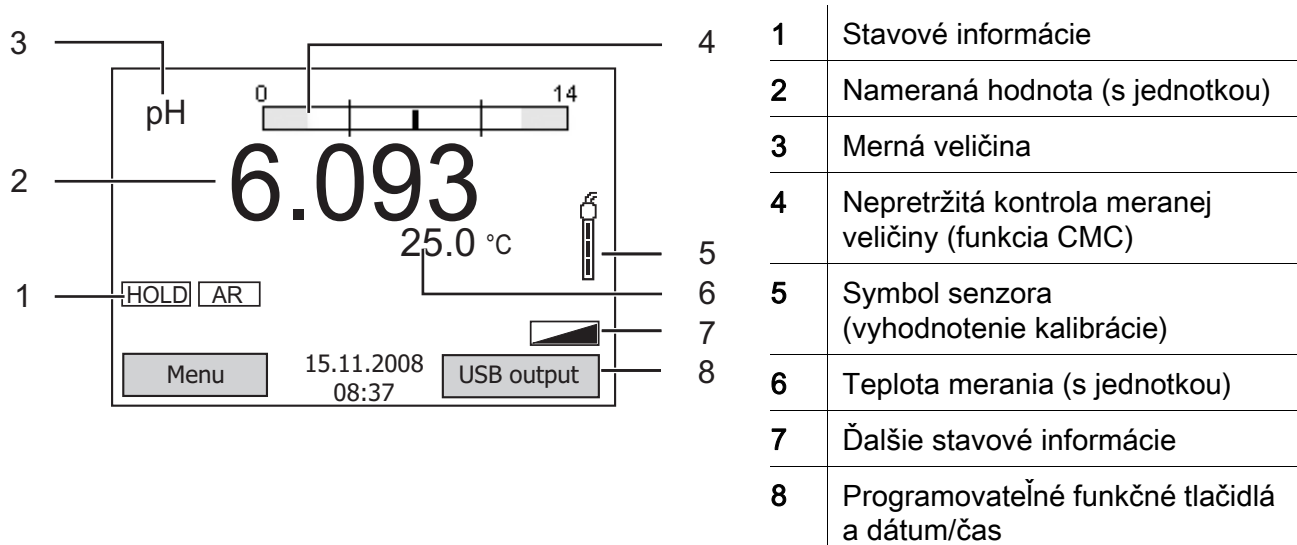 3
4
pH
0
14
2
6.093
25.0 °C
5
6
1
HOLD AR
7
Menu
15.11.2008
08:37
USB output
8
1 Stavové informácie
2 Nameraná hodnota (s jednotkou)
3 Merná veličina
4 Nepretržitá kontrola meranej
veličiny (funkcia CMC)
5 Symbol senzora
(vyhodnotenie kalibrácie)
6 Teplota merania (s jednotkou)
7 Ďalšie stavové informácie
8 Programovateľné funkčné tlačidlá
a dátum/čas